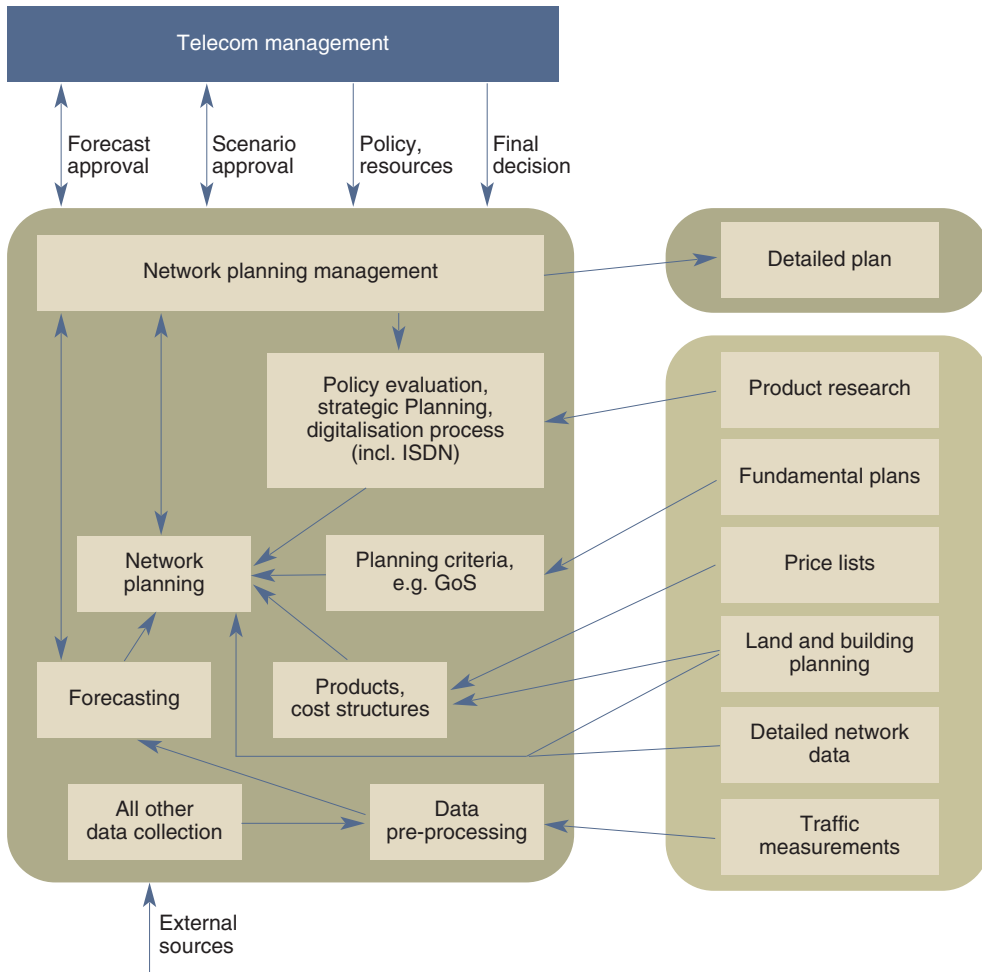 Telecom management
Forecast
approval
Scenario
approval
Policy,
resources
Final
decision
Network planning management
Detailed plan
Policy evaluation,
strategic Planning,
digitalisation process
(incl. ISDN)
Product research
Fundamental plans
Network
planning
Planning criteria,
e.g. GoS
Price lists
Forecasting
Products,
cost structures
Land and building
planning
Detailed network
data
All other
data collection
Data
pre-processing
Traffic
measurements
External
sources